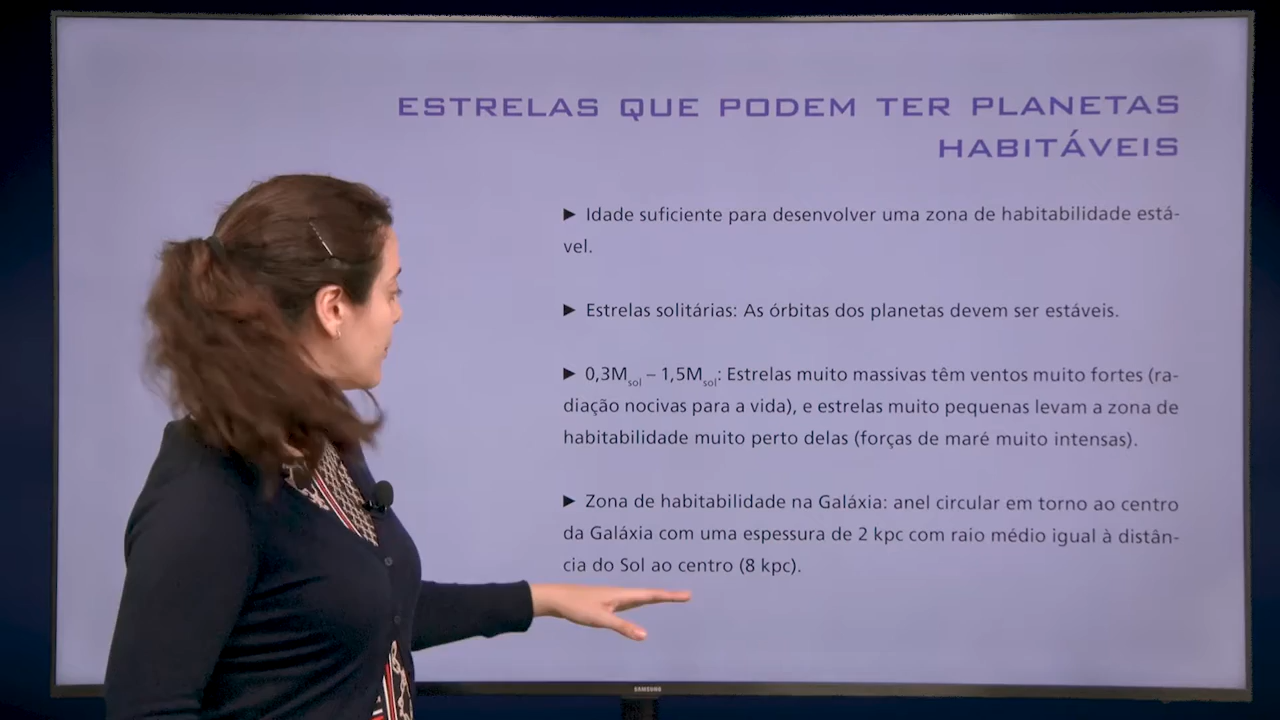 ESTRELAS QUE PODEM TER PLANETAS
HABITÁVEIS
► Idade suficiente para desenvolver uma zona de habitabilidade está-
vel.
► Estrelas solitárias: As órbitas dos planetas devem ser estáveis.
► 0,3Msol – 1,5Msol: Estrelas muito massivas têm ventos muito fortes (ra-
diação nocivas para a vida), e estrelas muito pequenas levam a zona de
habitabilidade muito perto delas (forças de maré muito intensas).
► Zona de habitabilidade na Galáxia: anel circular em torno ao centro
da Galáxia com uma espessura de 2 kpc com raio médio igual à distân-
cia do Sol ao centro (8 kpc).
SAMSUNG